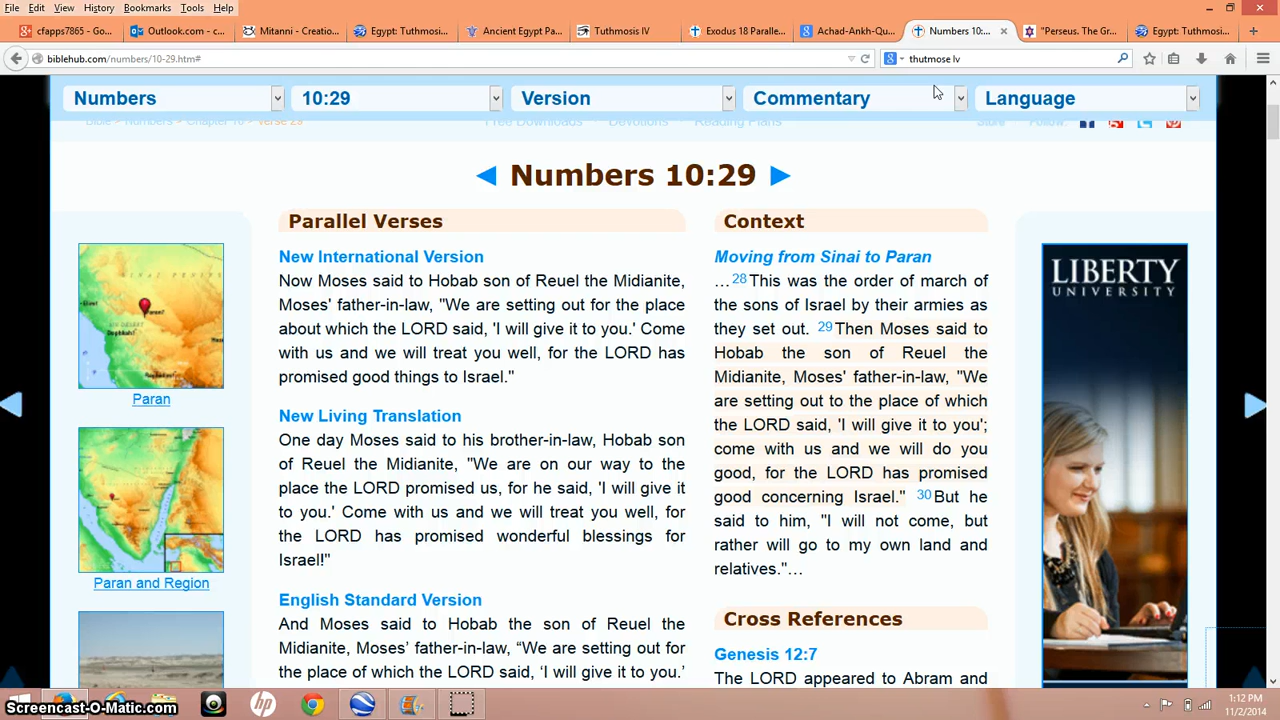 File Edit View History Bookmarks Tools Help
cfapps7865 - Go... Outlook.com - c... Mitanni - Creatio... Egypt: Tuthmosi... Ancient Egypt Pa... Tuthmosis IV Exodus 18 Paralle... Achad-Ankh-Qu... Numbers 10:... × "Perseus. The Gr... Egypt: Tuthmosi... +
biblehub.com/numbers/10-29.htm# thutmose Iv
Numbers 10:29 Version Commentary Language
Bible > Numbers > Chapter 10 > Verse 29 Free Downloads · Devotions · Reading Plans Store Follow:
Numbers 10:29
Parallel Verses
New International Version
Now Moses said to Hobab son of Reuel the Midianite,
Moses' father-in-law, "We are setting out for the place
about which the LORD said, 'I will give it to you.' Come
with us and we will treat you well, for the LORD has
promised good things to Israel."
New Living Translation
One day Moses said to his brother-in-law, Hobab son
of Reuel the Midianite, "We are on our way to the
place the LORD promised us, for he said, 'I will give it
to you.' Come with us and we will treat you well, for
the LORD has promised wonderful blessings for
Israel!"
English Standard Version
And Moses said to Hobab the son of Reuel the
Midianite, Moses' father-in-law, “We are setting out for
the place of which the LORD said, ‘I will give it to you.’
Context
Moving from Sinai to Paran
…28This was the order of march of
the sons of Israel by their armies as
they set out. 29Then Moses said to
Hobab the son of Reuel the
Midianite, Moses' father-in-law, "We
are setting out to the place of which
the LORD said, 'I will give it to you';
come with us and we will do you
good, for the LORD has promised
good concerning Israel." 30But he
said to him, "I will not come, but
rather will go to my own land and
relatives."…
Cross References
Genesis 12:7
The LORD appeared to Abram and
Paran
Paran and Region
LIBERTY
UNIVERSITY
Screencast-O-Matic.com
1:12 PM
11/2/2014